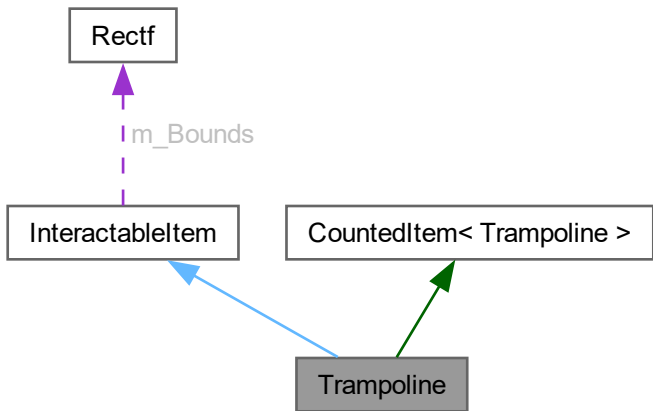 Rectf
m_Bounds
InteractableItem
CountedItem< Trampoline >
Trampoline